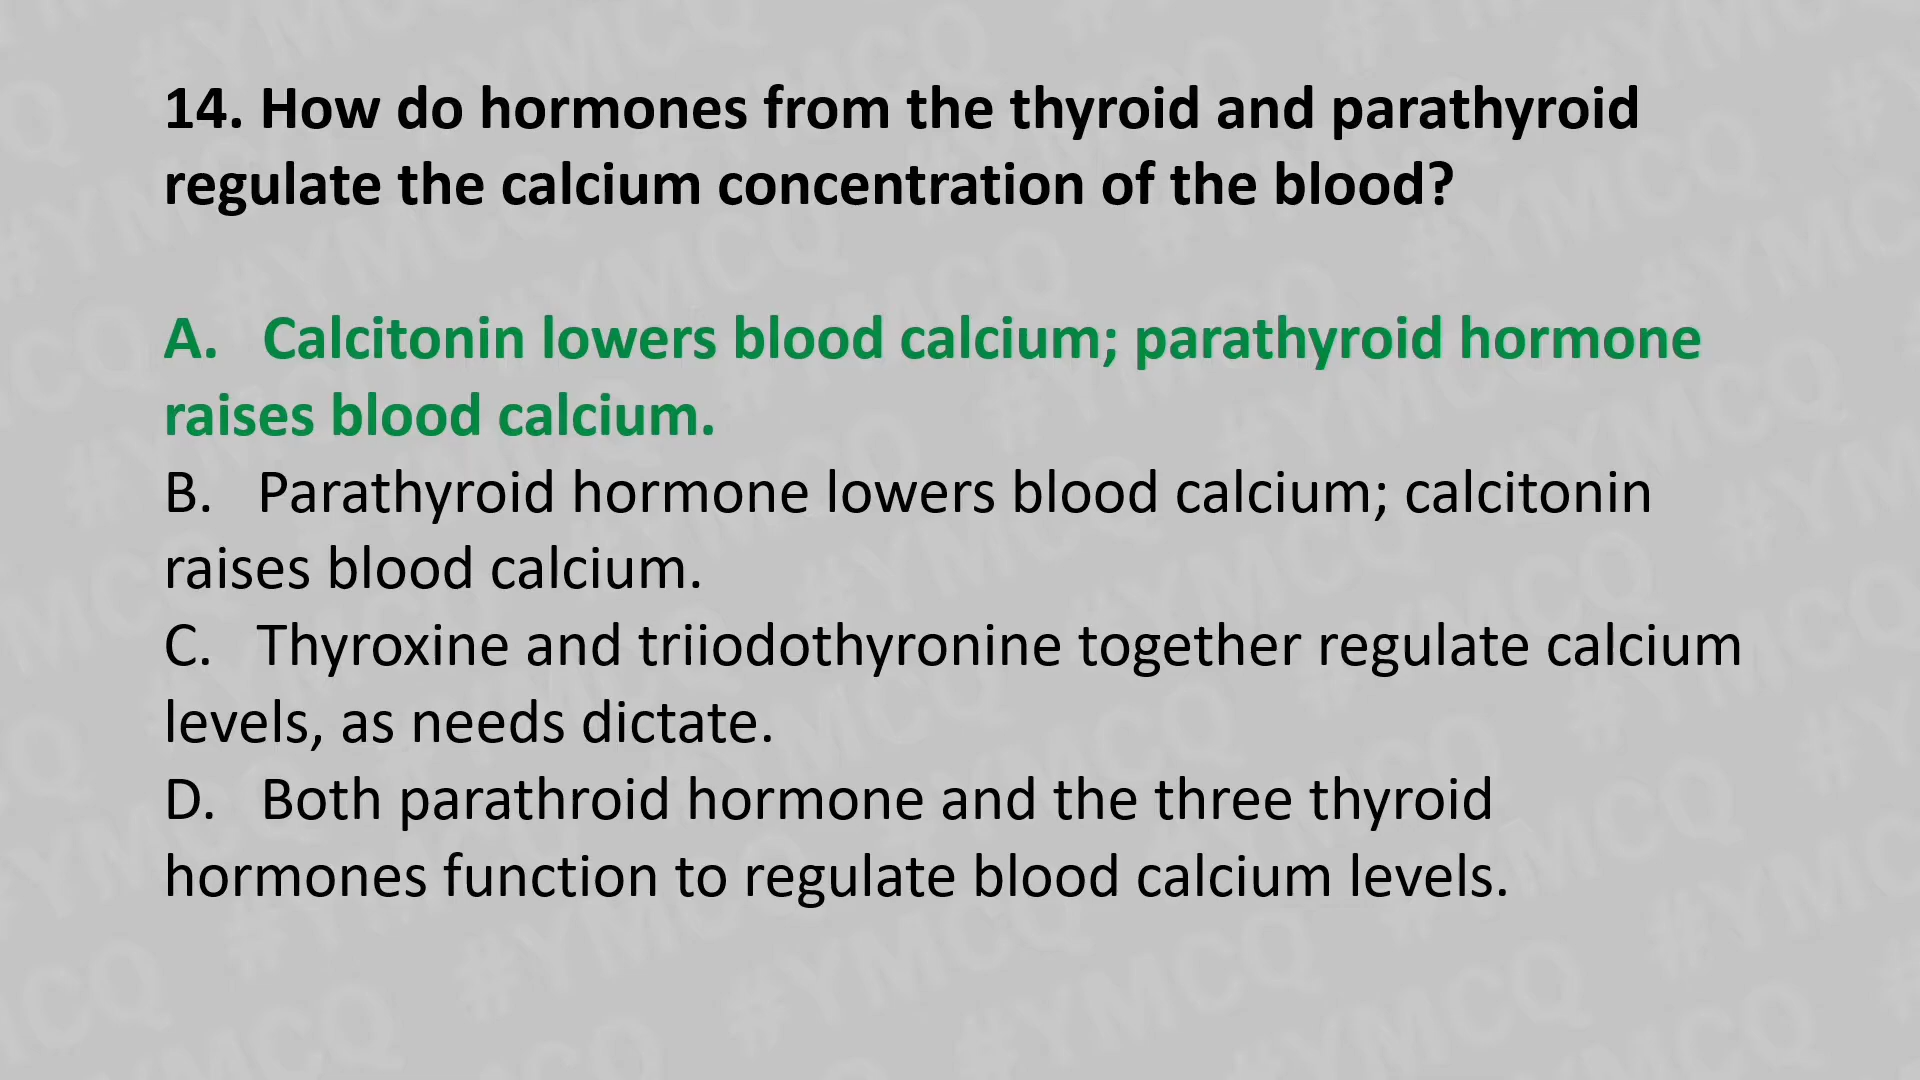 14. How do hormones from the thyroid and parathyroid
regulate the calcium concentration of the blood?
A. Calcitonin lowers blood calcium; parathyroid hormone
raises blood calcium.
B. Parathyroid hormone lowers blood calcium; calcitonin
raises blood calcium.
C. Thyroxine and triiodothyronine together regulate calcium
levels, as needs dictate.
D. Both parathroid hormone and the three thyroid
hormones function to regulate blood calcium levels.
#YMCQ